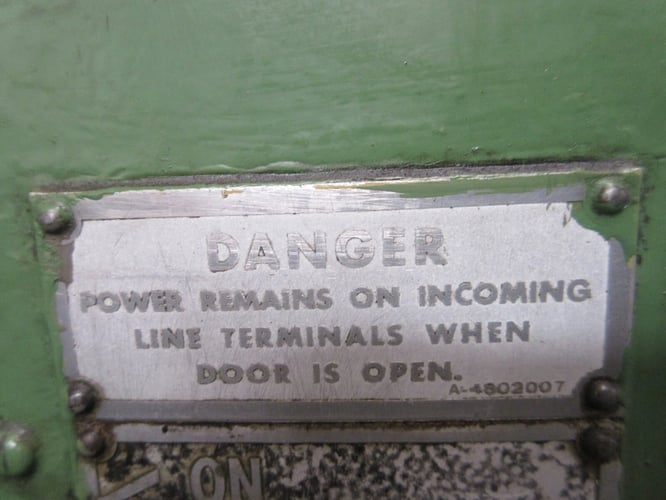 DANGER
POWER REMAINS ON INCOMING
LINE TERMINALS WHEN
DOOR IS OPEN.
A-4802007
ON